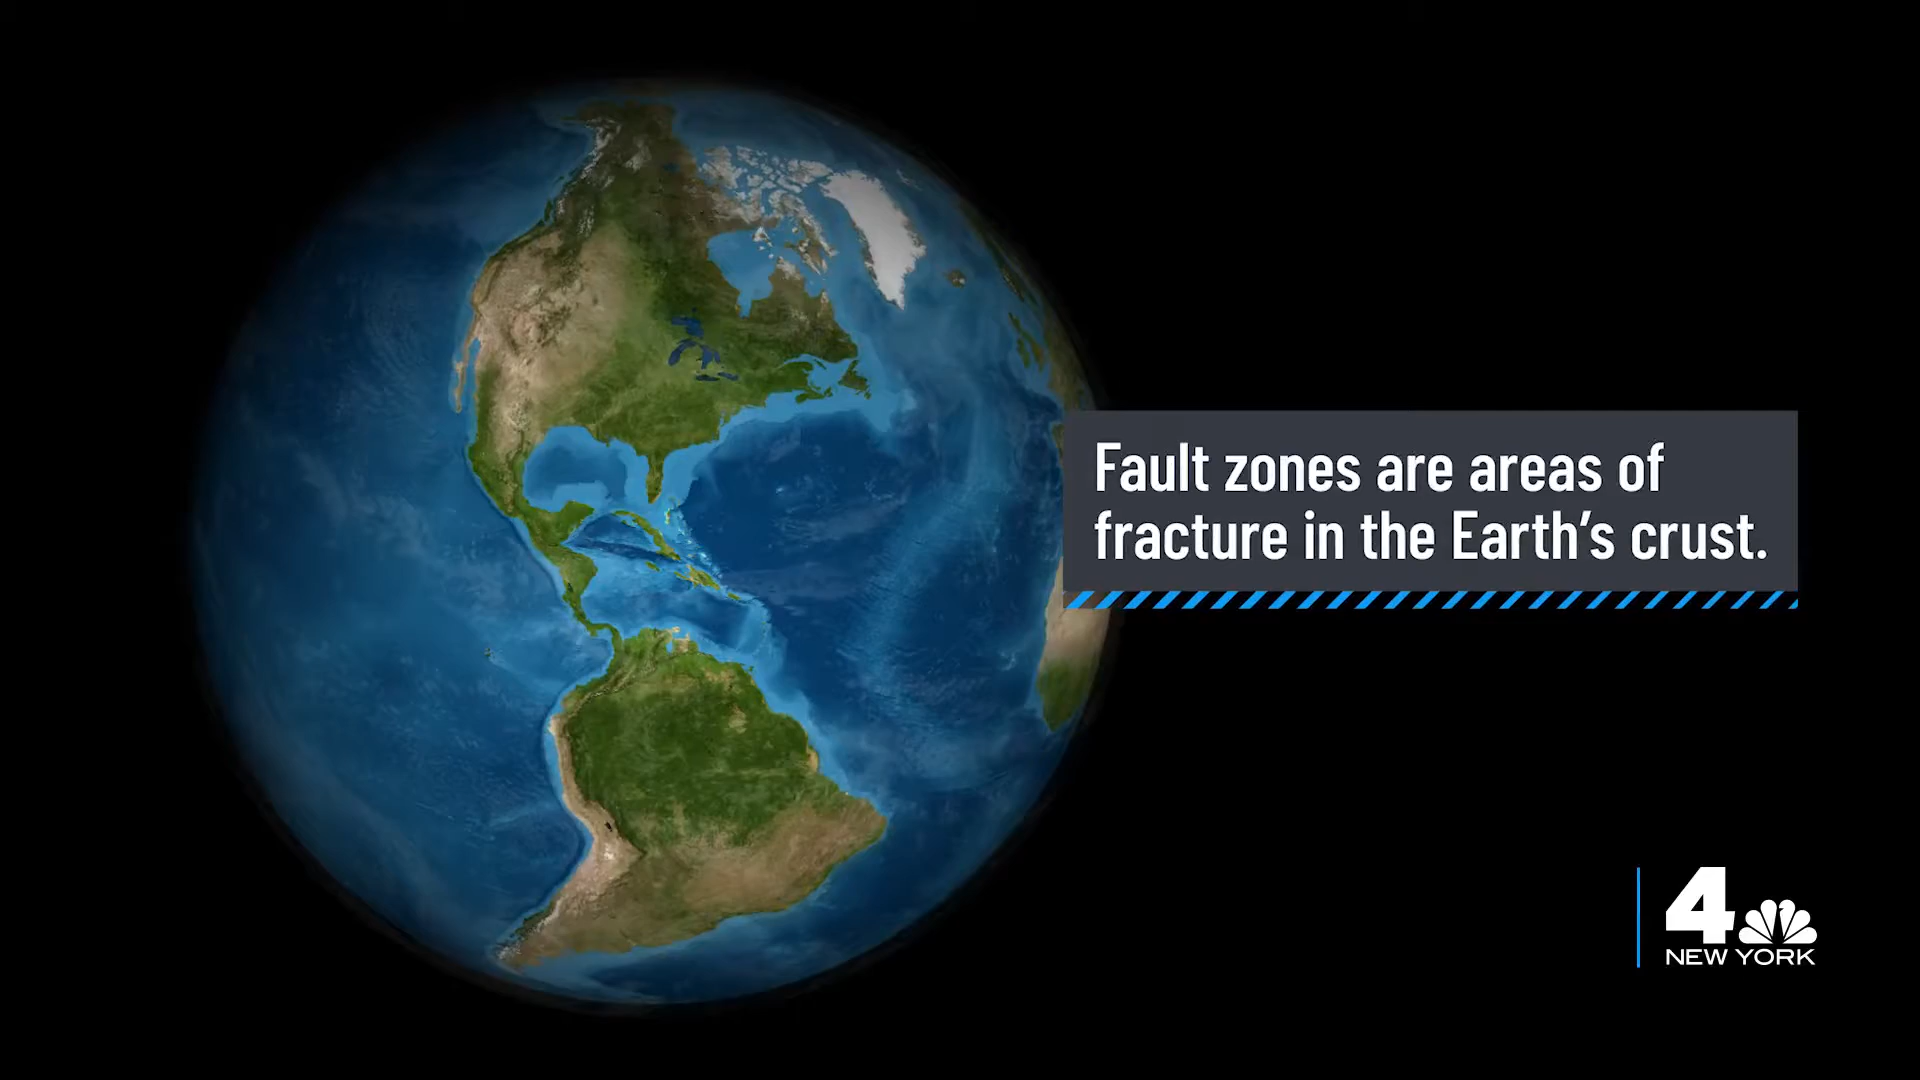 Fault zones are areas of
fracture in the Earth’s crust.
4
NEW YORK